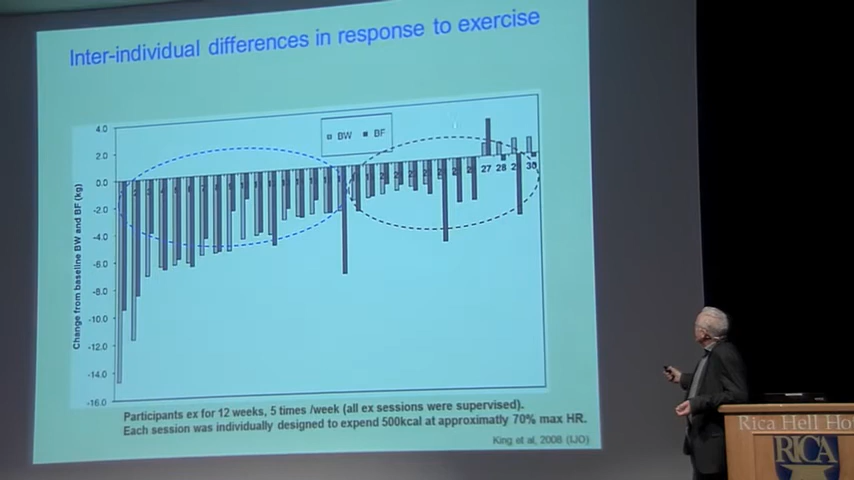 Inter-individual differences in response to exercise
BW BF
4.0
2.0
0.0
-2.0
-4.0
-6.0
-8.0
-10.0
-12.0
-14.0
-16.0
Change from baseline BW and BF (kg)
27 28 30
Participants ex for 12 weeks, 5 times /week (all ex sessions were supervised).
Each session was individually designed to expend 500kcal at approximatly 70% max HR.
King et al, 2008 (IJO)
Rica Hell Ho
RICA